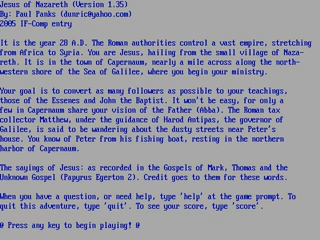 Jesus of Nazareth (Version 1.35)
By: Paul Panks (dunric@yahoo.com)
2005 IF-Comp entry
It is the year 28 A.D. The Roman authorities control a vast empire, stretching
from Africa to Syria. You are Jesus, hailing from the small village of Naza-
reth. It is in the town of Capernaum, nearly a mile across along the north-
western shore of the Sea of Galilee, where you begin your ministry.
Your goal is to convert as many followers as possible to your teachings,
those of the Essenes and John the Baptist. It won't be easy, for only a
few in Capernaum share your vision of the Father (Abba). The Roman tax
collector Matthew, under the guidance of Harod Antipas, the governor of
Galilee, is said to be wandering about the dusty streets near Peter's
house. You know of Peter from his fishing boat, resting in the northern
harbor of Capernaum.
The sayings of Jesus: as recorded in the Gospels of Mark, Thomas and the
Unknown Gospel (Papyrus Egerton 2). Credit goes to them for these words.
When you have a question, or need help, type 'help' at the game prompt. To
quit this adventure, type 'quit'. To see your score, type 'score'.
# Press any key to begin playing! #